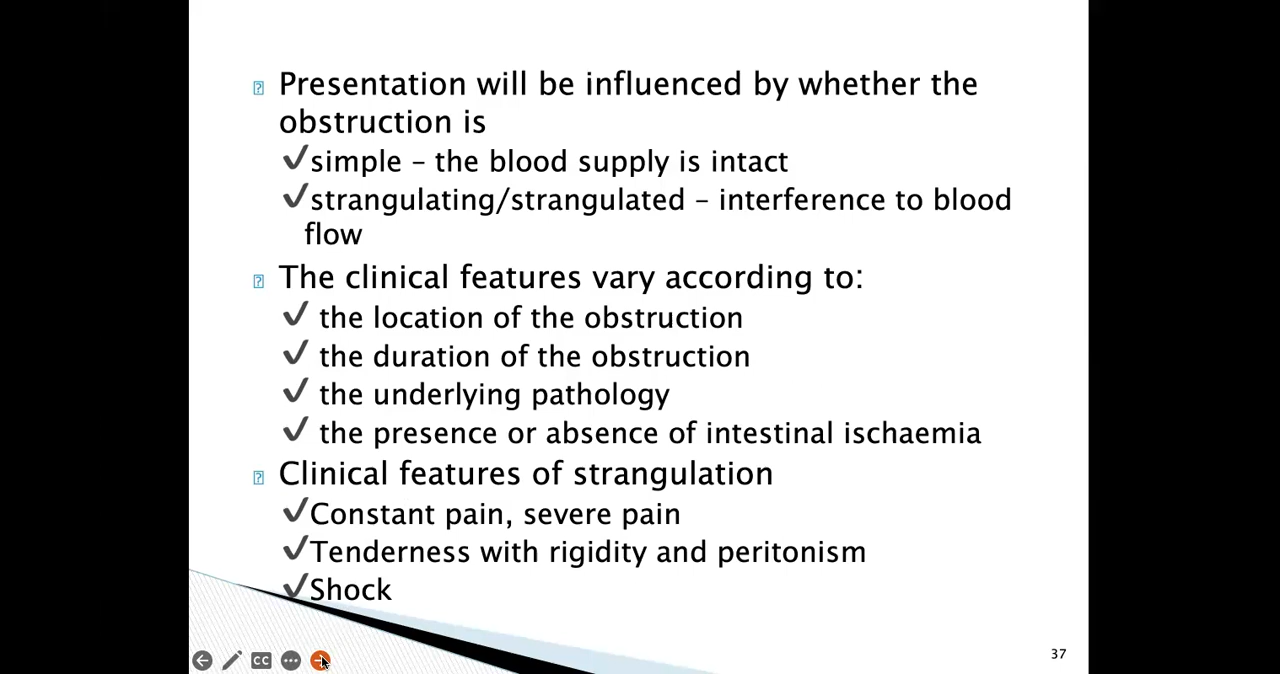 Presentation will be influenced by whether the
obstruction is
✓simple – the blood supply is intact
✓strangulating/strangulated – interference to blood
flow
The clinical features vary according to:
✓ the location of the obstruction
✓ the duration of the obstruction
✓ the underlying pathology
✓ the presence or absence of intestinal ischaemia
Clinical features of strangulation
✓Constant pain, severe pain
✓Tenderness with rigidity and peritonism
✓Shock
CC
37